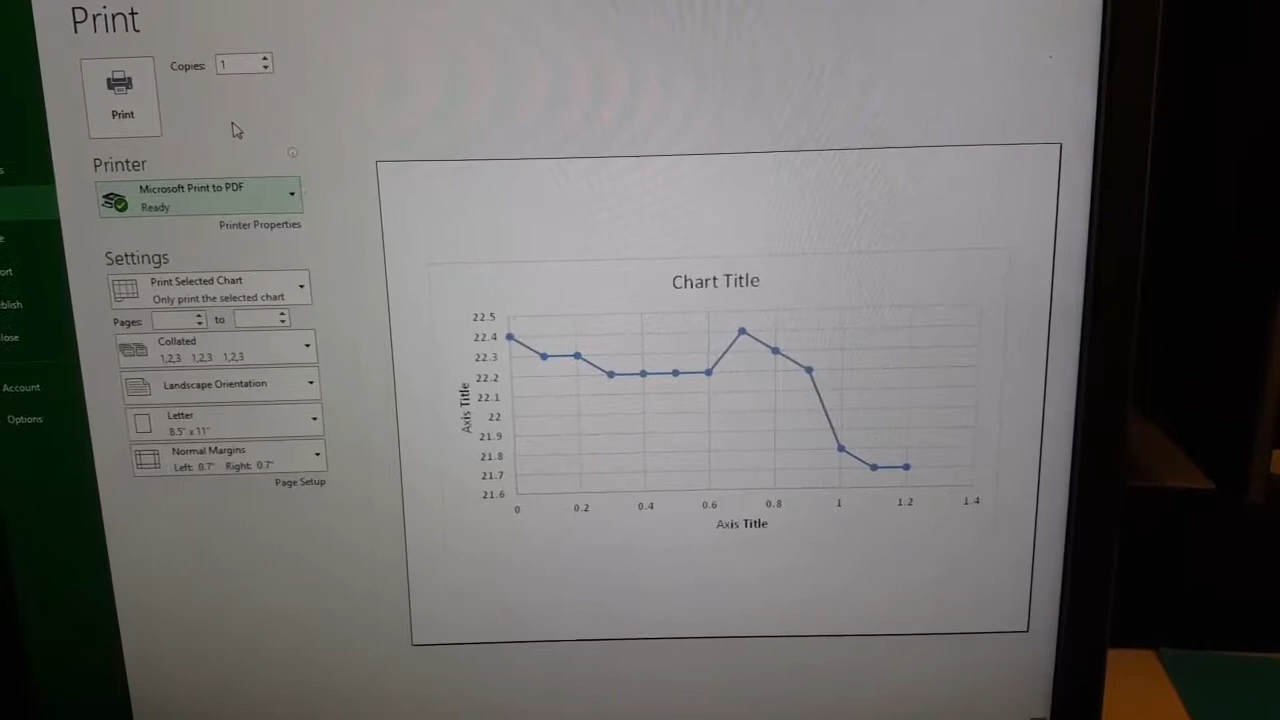 Print
Copies: 1
Print
Printer
Microsoft Print to PDF
Ready
Printer Properties
Settings
Print Selected Chart
Only print the selected chart
Pages: to
Collated
1,2,3 1,2,3 1,2,3
Landscape Orientation
Letter
8.5" x 11"
Normal Margins
Left: 0.7" Right: 0.7"
Page Setup
Account
Options
Chart Title
Axis Title
22.5
22.4
22.3
22.2
22.1
22
21.9
21.8
21.7
21.6
0 0.2 0.4 0.6 0.8 1 1.2 1.4
Axis Title